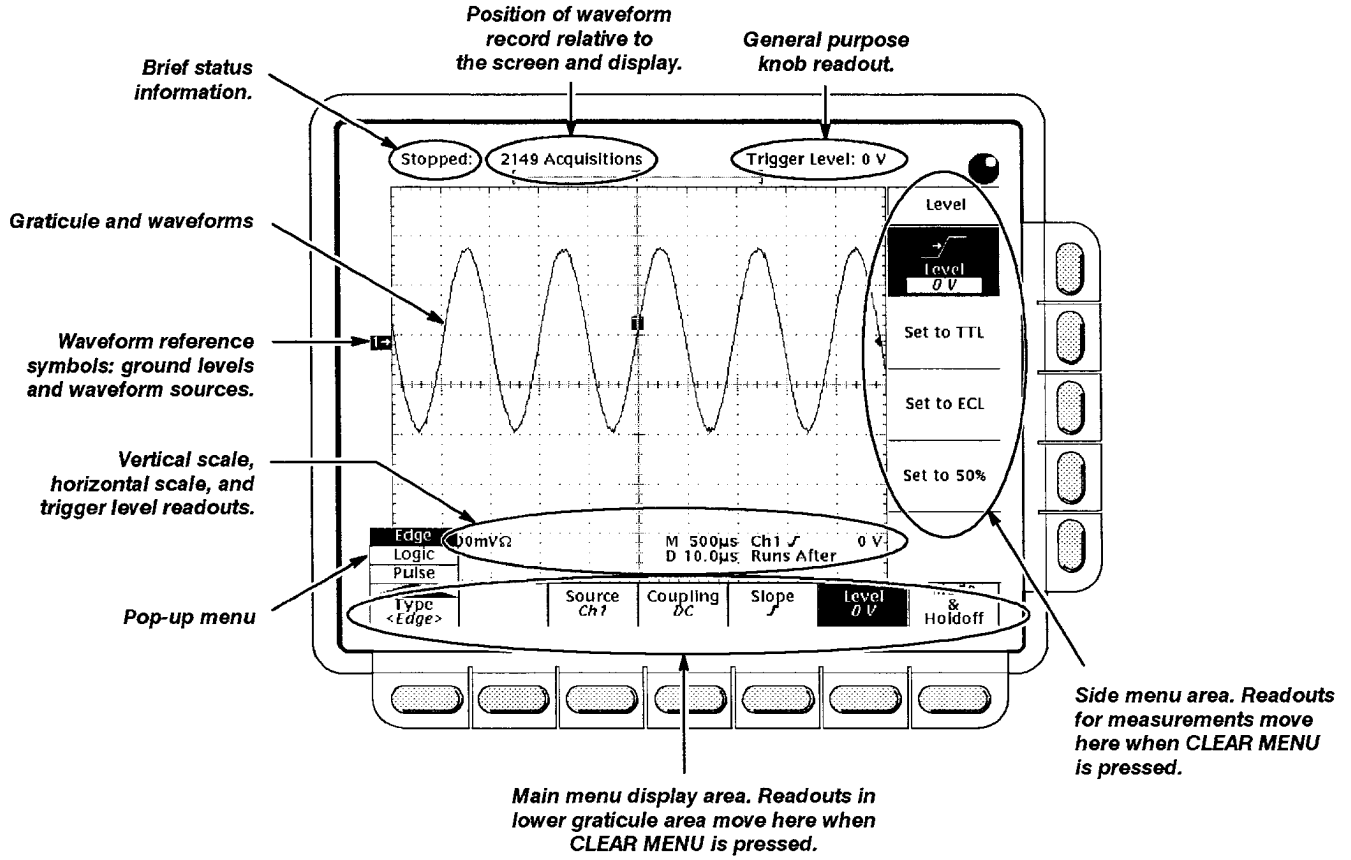 Position of waveform
record relative to
the screen and display.
General purpose
knob readout.
Brief status
information.
Stopped:
2149 Acquisitions
Trigger Level: 0 V
Graticule and waveforms
Level
Level
0 V
Waveform reference
symbols: ground levels
and waveform sources.
1
T
Set to TTL
Set to ECL
Set to 50%
Vertical scale,
horizontal scale, and
trigger level readouts.
Edge
Logic
Pulse
00mVΩ
M 500µs Ch1 0 V
D 10.0µs Runs After
Pop-up menu
Type
<Edge>
Source
Ch1
Coupling
DC
Slope
Level
0 V
&
Holdoff
Side menu area. Readouts
for measurements move
here when CLEAR MENU
is pressed.
Main menu display area. Readouts in
lower graticule area move here when
CLEAR MENU is pressed.